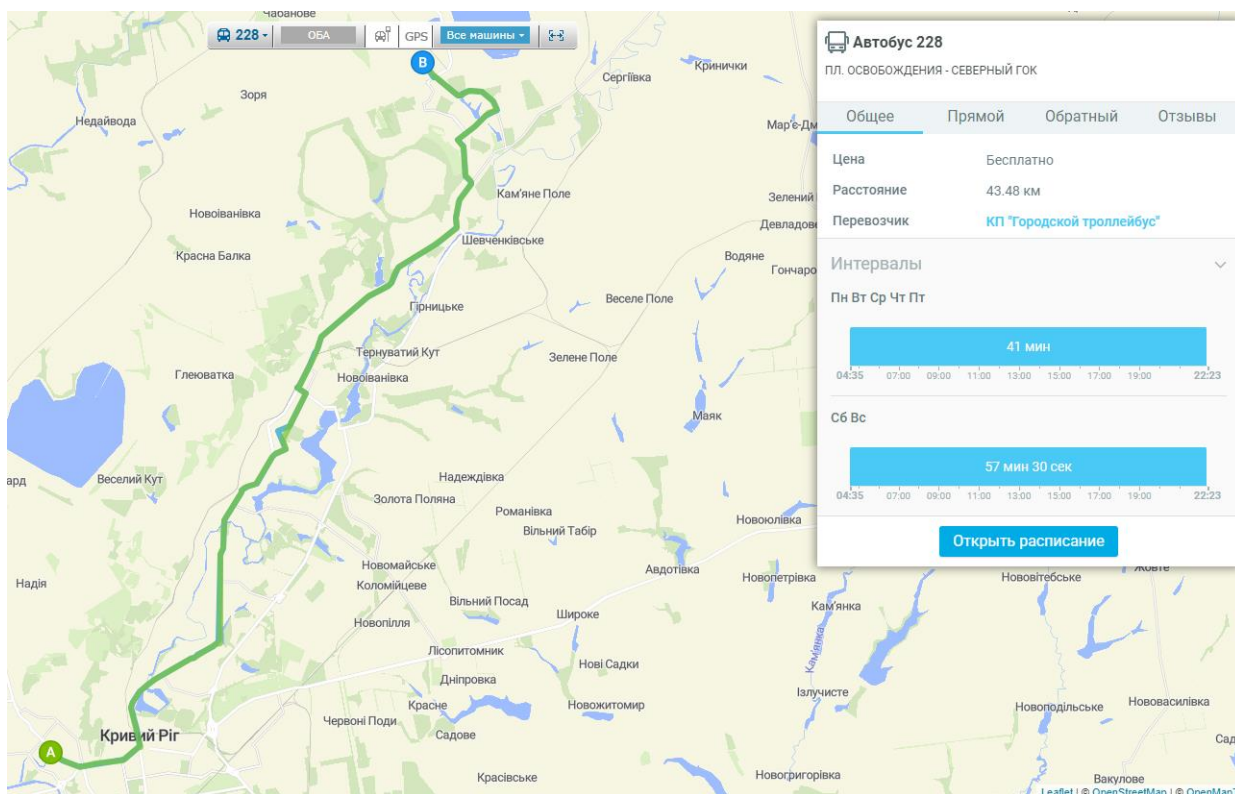 Чабанове
228
ОБА
GPS
Все машины
B
Сергіївка
Кринички
Зоря
Недайвода
Кам'яне Поле
Новоіванівка
Шевченківське
Красна Балка
Водяне
Веселе Поле
Гірницьке
Тернуватий Кут
Зелене Поле
Глеюватка
Новоіванівка
Маяк
Веселий Кут
Надеждівка
Золота Поляна
Романівка
Вільний Табір
Новоюлівка
Авдотівка
Новомайське
Коломійцеве
Новопетрівка
Нововітебське
Надія
Вільний Посад
Кам'янка
Новопілля
Широке
Кам'янка
Лісопитомник
Нові Садки
Дніпровка
Ізлучисте
Красне
Новожитомир
Новоподільське
Нововасилівка
Червоні Поди
Садове
Кривий Ріг
A
Красівське
Новогригорівка
Вакулове
Leaflet | © OpenStreetMap | © OpenMapT
Автобус 228
ПЛ. ОСВОБОЖДЕНИЯ - СЕВЕРНЫЙ ГОК
Общее Прямой Обратный Отзывы
Цена Бесплатно
Расстояние 43.48 км
Перевозчик КП "Городской троллейбус"
Интервалы
Пн Вт Ср Чт Пт
41 мин
04:35 07:00 09:00 11:00 13:00 15:00 17:00 19:00 22:23
Сб Вс
57 мин 30 сек
04:35 07:00 09:00 11:00 13:00 15:00 17:00 19:00 22:23
Открыть расписание